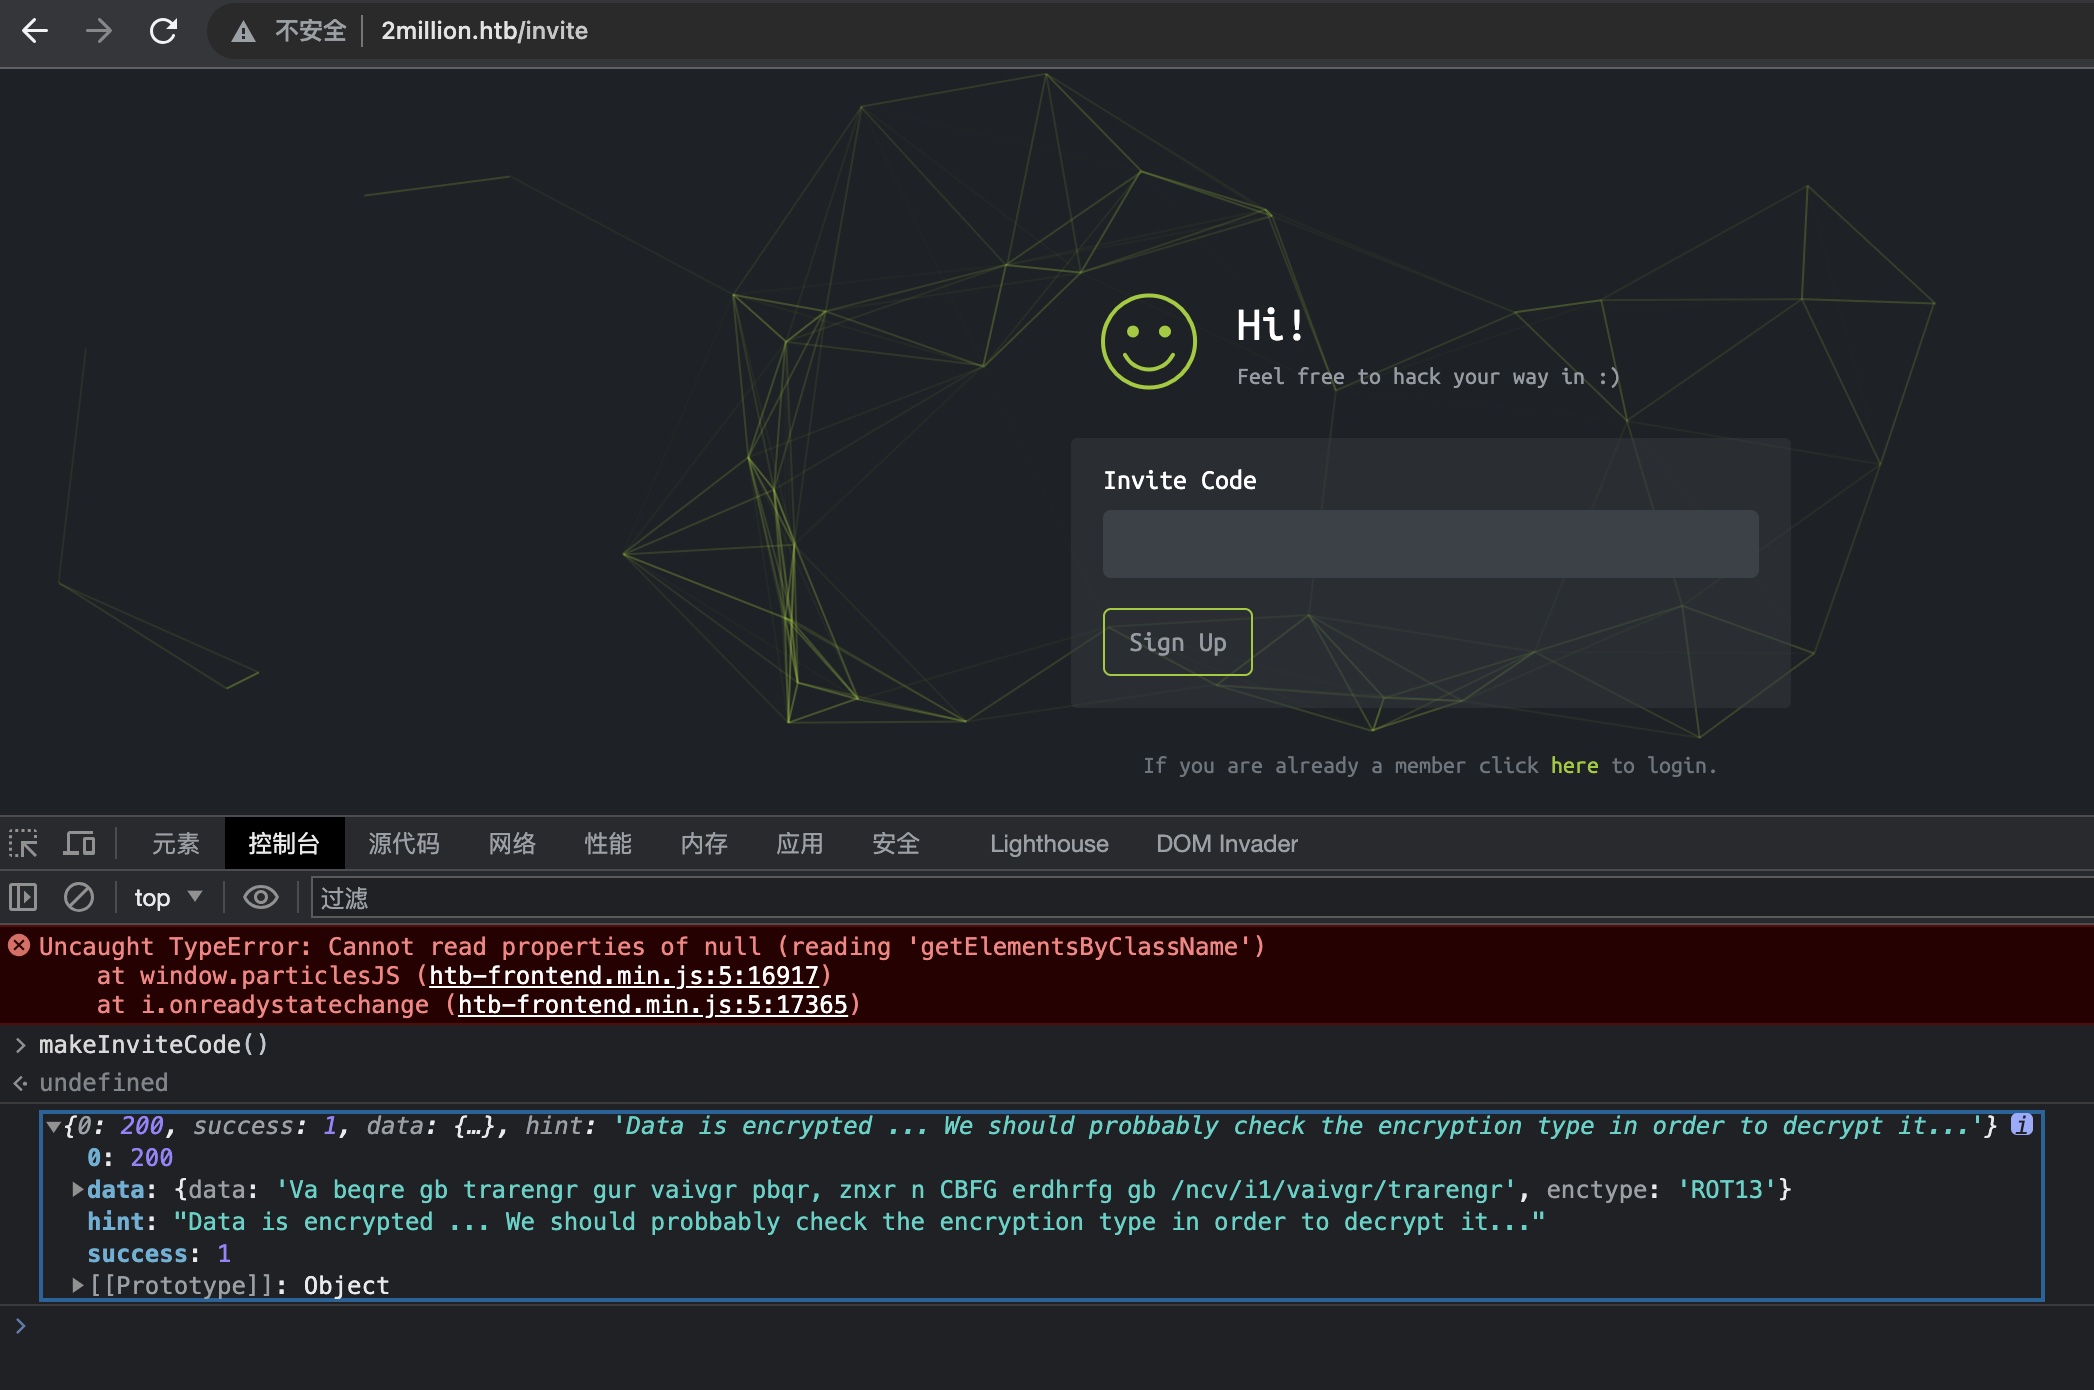 不安全 2million.htb/invite
Hi!
Feel free to hack your way in :)
Invite Code
Sign Up
If you are already a member click here to login.
元素 控制台 源代码 网络 性能 内存 应用 安全 Lighthouse DOM Invader
top 过滤
Uncaught TypeError: Cannot read properties of null (reading 'getElementsByClassName')
at window.particlesJS (htb-frontend.min.js:5:16917)
at i.onreadystatechange (htb-frontend.min.js:5:17365)
makeInviteCode()
undefined
{0: 200, success: 1, data: {…}, hint: 'Data is encrypted ... We should probbably check the encryption type in order to decrypt it...'} i
0: 200
data: {data: 'Va beqre gb trarengr gur vaivgr pbqr, znxr n CBFG erdhrfg gb /ncv/i1/vaivgr/trarengr', enctype: 'ROT13'}
hint: "Data is encrypted ... We should probbably check the encryption type in order to decrypt it..."
success: 1
[[Prototype]]: Object